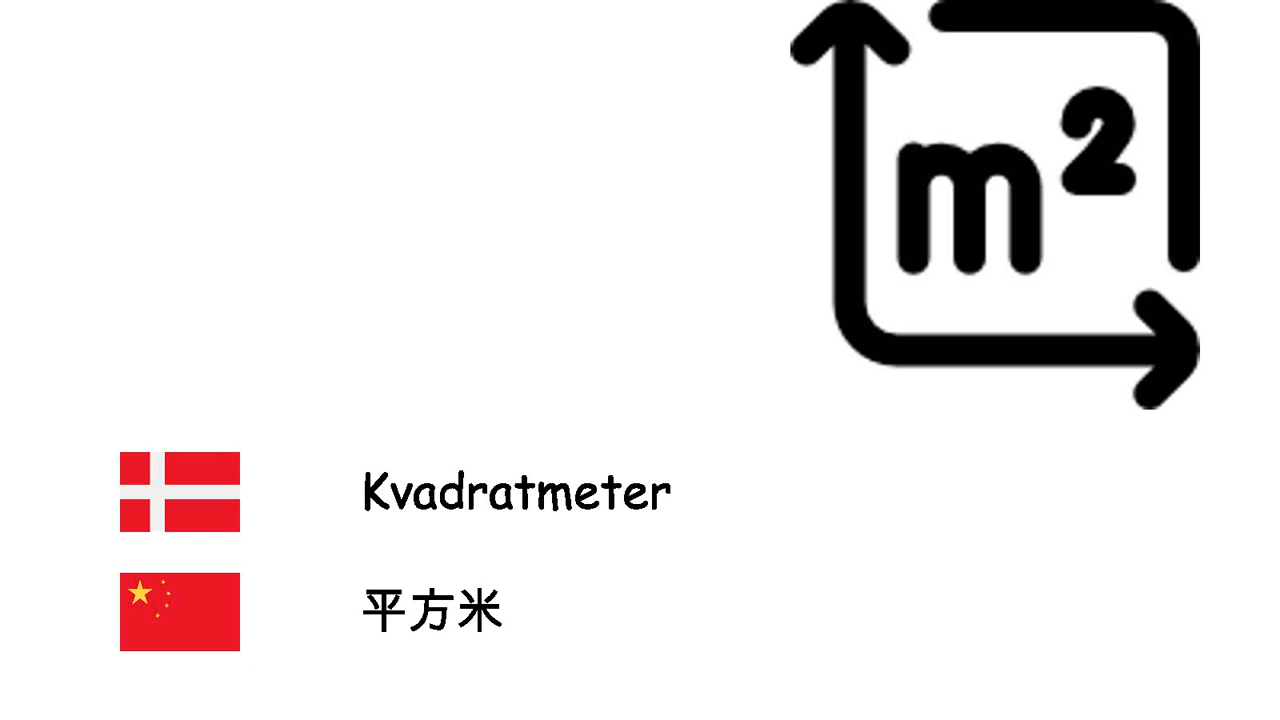 m²
Kvadratmeter
平方米